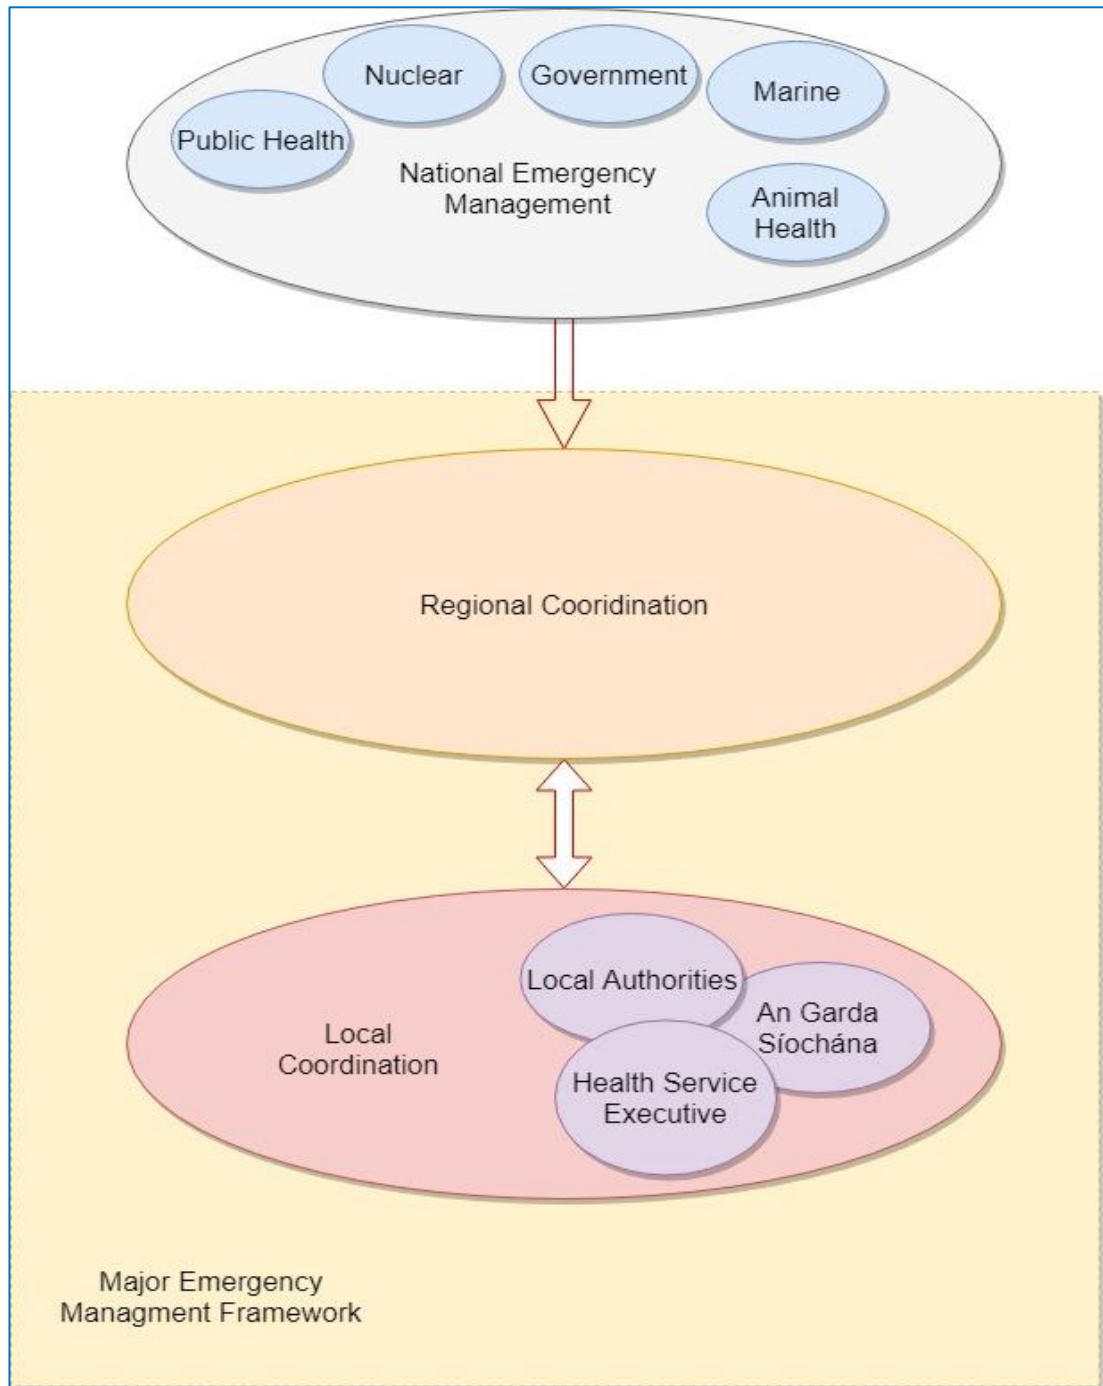 Nuclear
Government
Marine
Public Health
National Emergency
Management
Animal
Health
Regional Cooridination
Local Authorities
An Garda
Síochána
Local
Coordination
Health Service
Executive
Major Emergency
Managment Framework